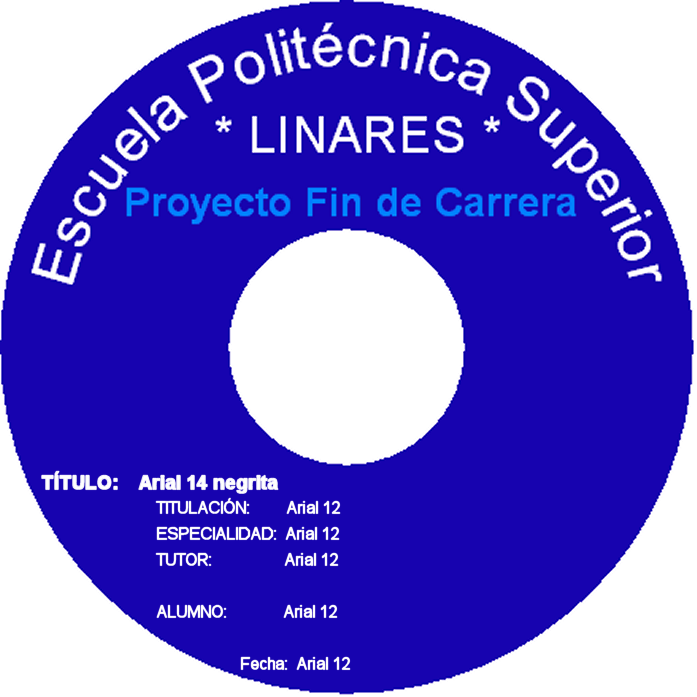 Escuela Politécnica Superior
* LINARES *
Proyecto Fin de Carrera
TÍTULO: Arial 14 negrita
TITULACIÓN: Arial 12
ESPECIALIDAD: Arial 12
TUTOR: Arial 12
ALUMNO: Arial 12
Fecha: Arial 12